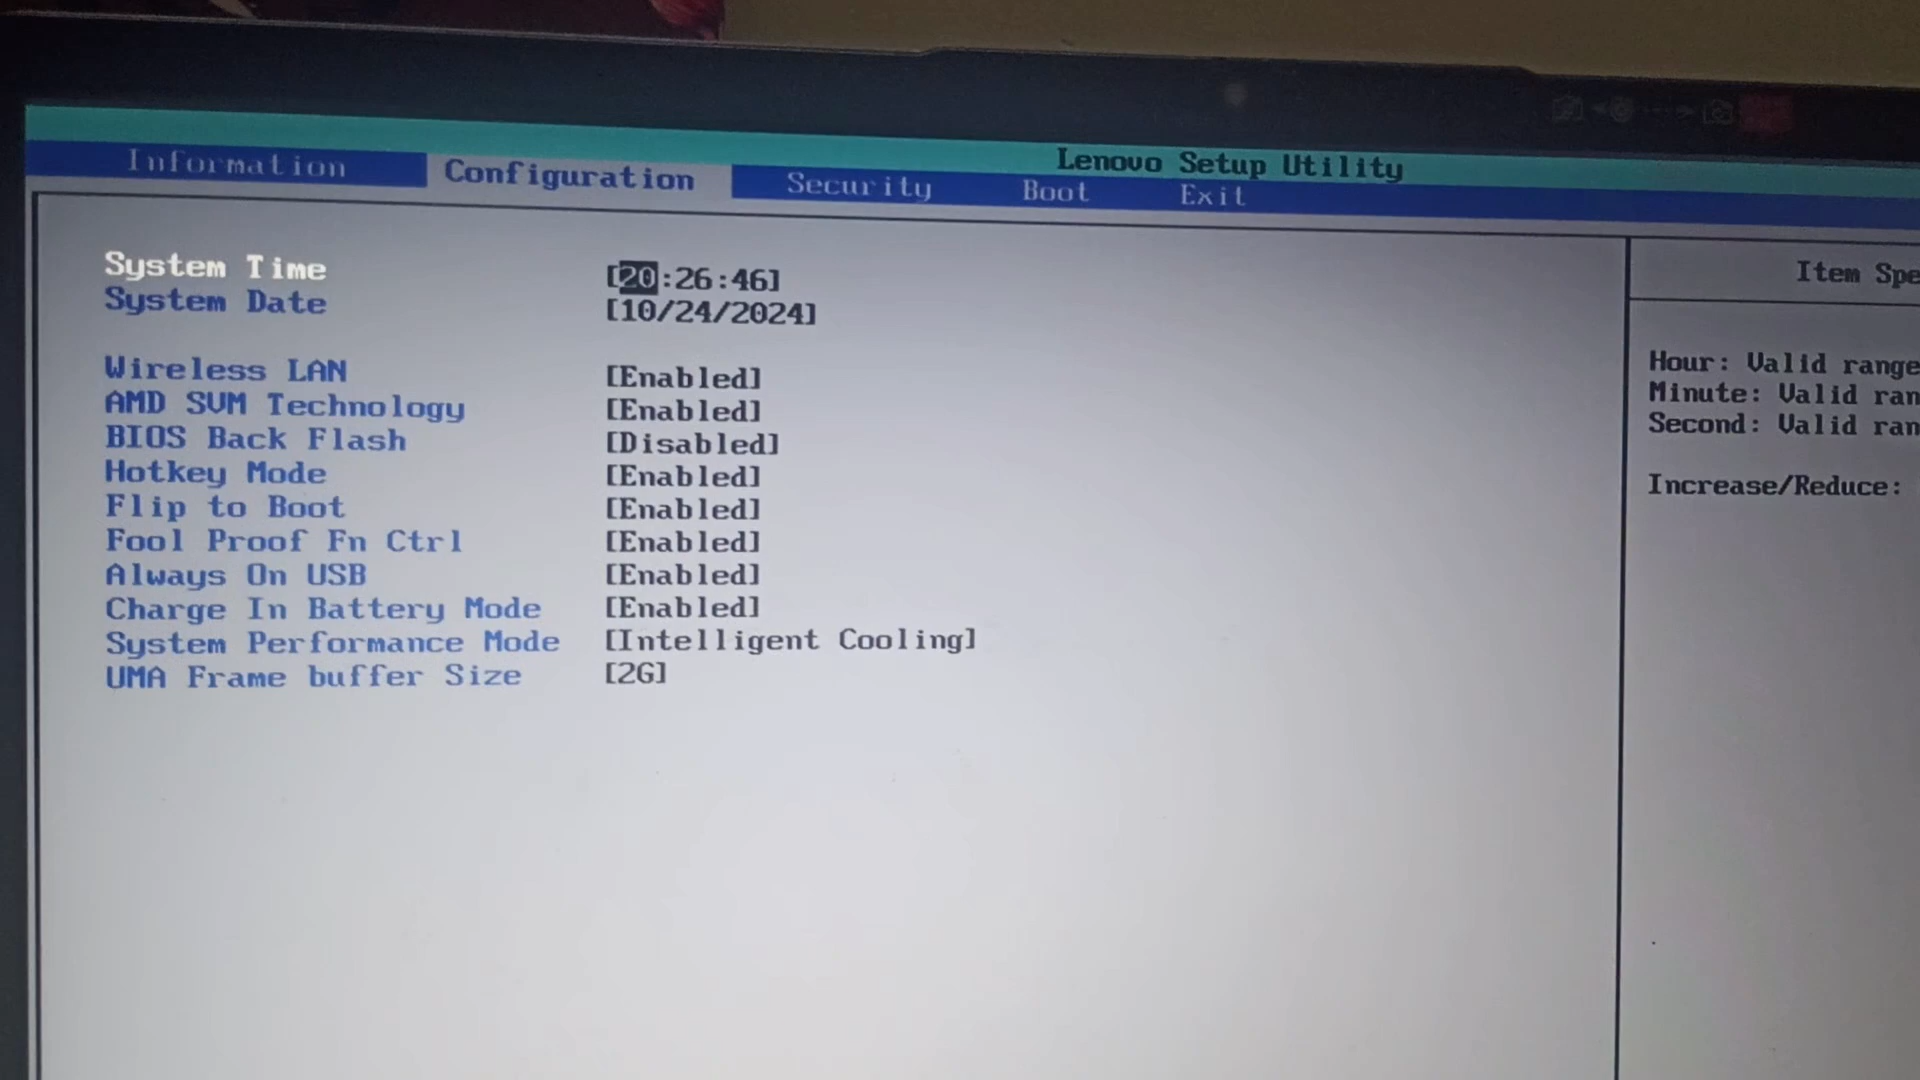 Lenovo Setup Utility
Information Configuration Security Boot Exit
System Time [20:26:46]
System Date [10/24/2024]
Wireless LAN [Enabled]
AMD SVM Technology [Enabled]
BIOS Back Flash [Disabled]
Hotkey Mode [Enabled]
Flip to Boot [Enabled]
Fool Proof Fn Ctrl [Enabled]
Always On USB [Enabled]
Charge In Battery Mode [Enabled]
System Performance Mode [Intelligent Cooling]
UMA Frame buffer Size [2G]
Item Spe
Hour: Valid range
Minute: Valid ran
Second: Valid ran
Increase/Reduce: